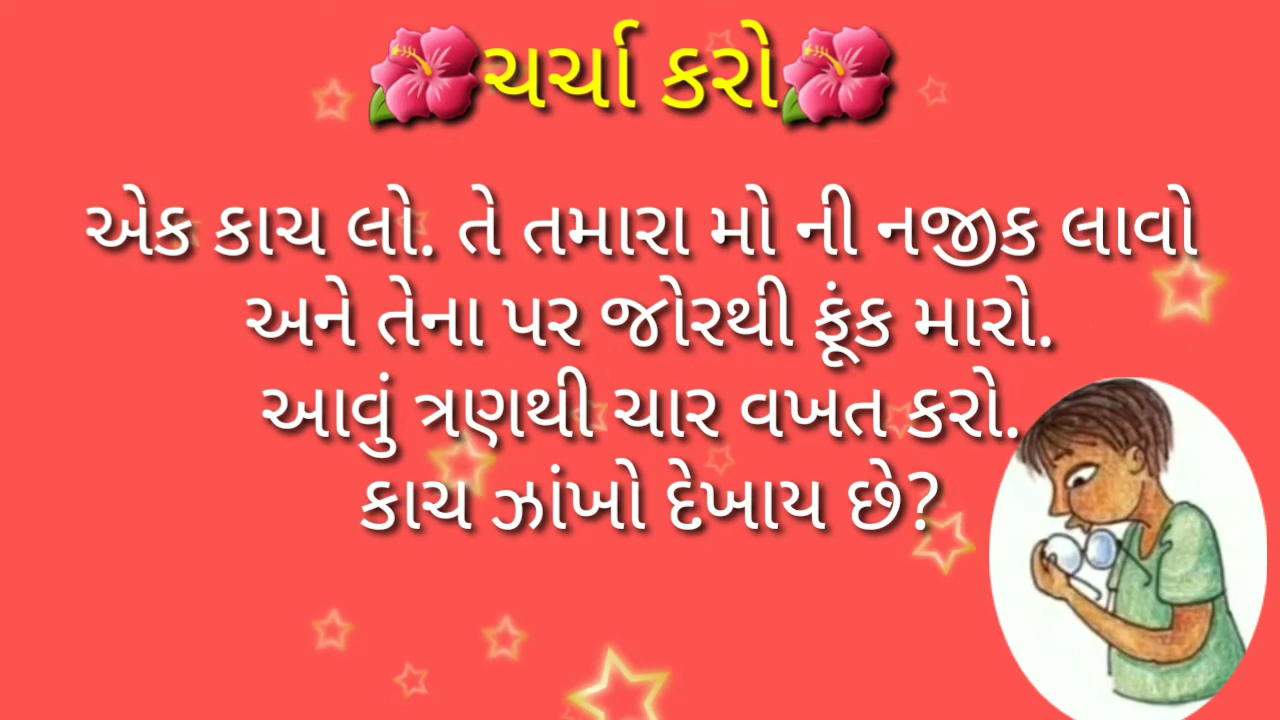 ચર્ચા કરો
એક કાચ લો. તે તમારા મો ની નજીક લાવો
અને તેના પર જોરથી ફૂંક મારો.
આવું ત્રણથી ચાર વખત કરો.
કાચ ઝાંખો દેખાય છે?